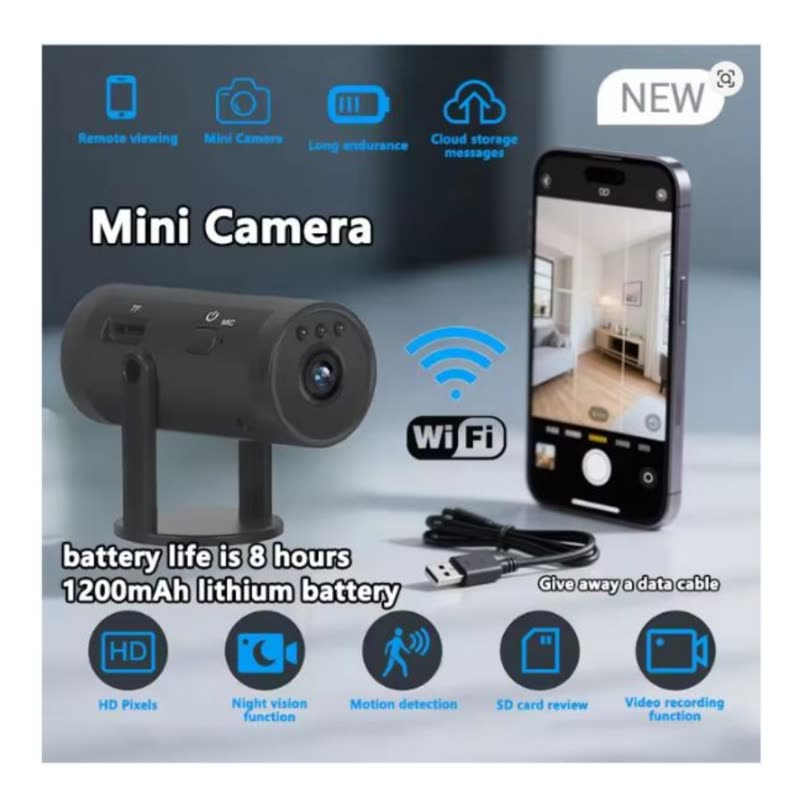 NEW
Remote viewing
Mini Camera
Long endurance
Cloud storage
messages
Mini Camera
TF
MIC
WiFi
battery life is 8 hours
1200mAh lithium battery
Give away a data cable
HD
HD Pixels
Night vision
function
Motion detection
SD card review
Video recording
function